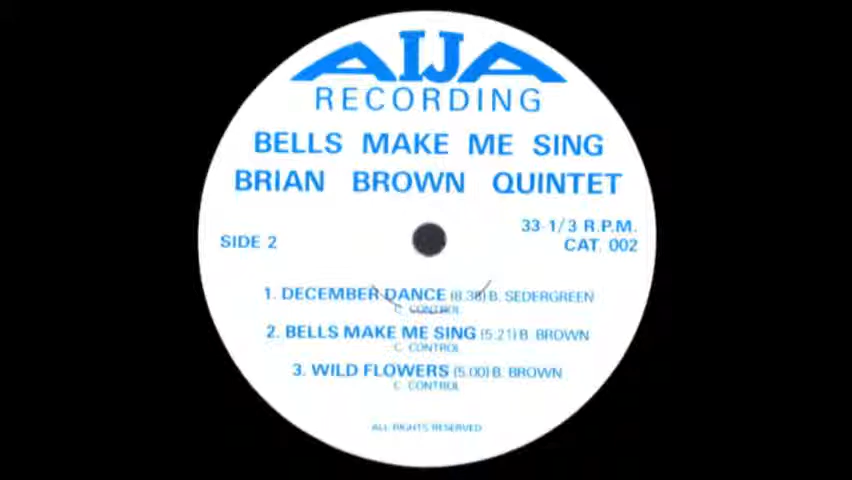 AIJA
RECORDING
BELLS MAKE ME SING
BRIAN BROWN QUINTET
SIDE 2
33-1/3 R.P.M.
CAT. 002
1. DECEMBER DANCE (8.38) B. SEDERGREEN
C. CONTROL
2. BELLS MAKE ME SING (5.21) B. BROWN
C. CONTROL
3. WILD FLOWERS (5.00) B. BROWN
C. CONTROL
ALL RIGHTS RESERVED